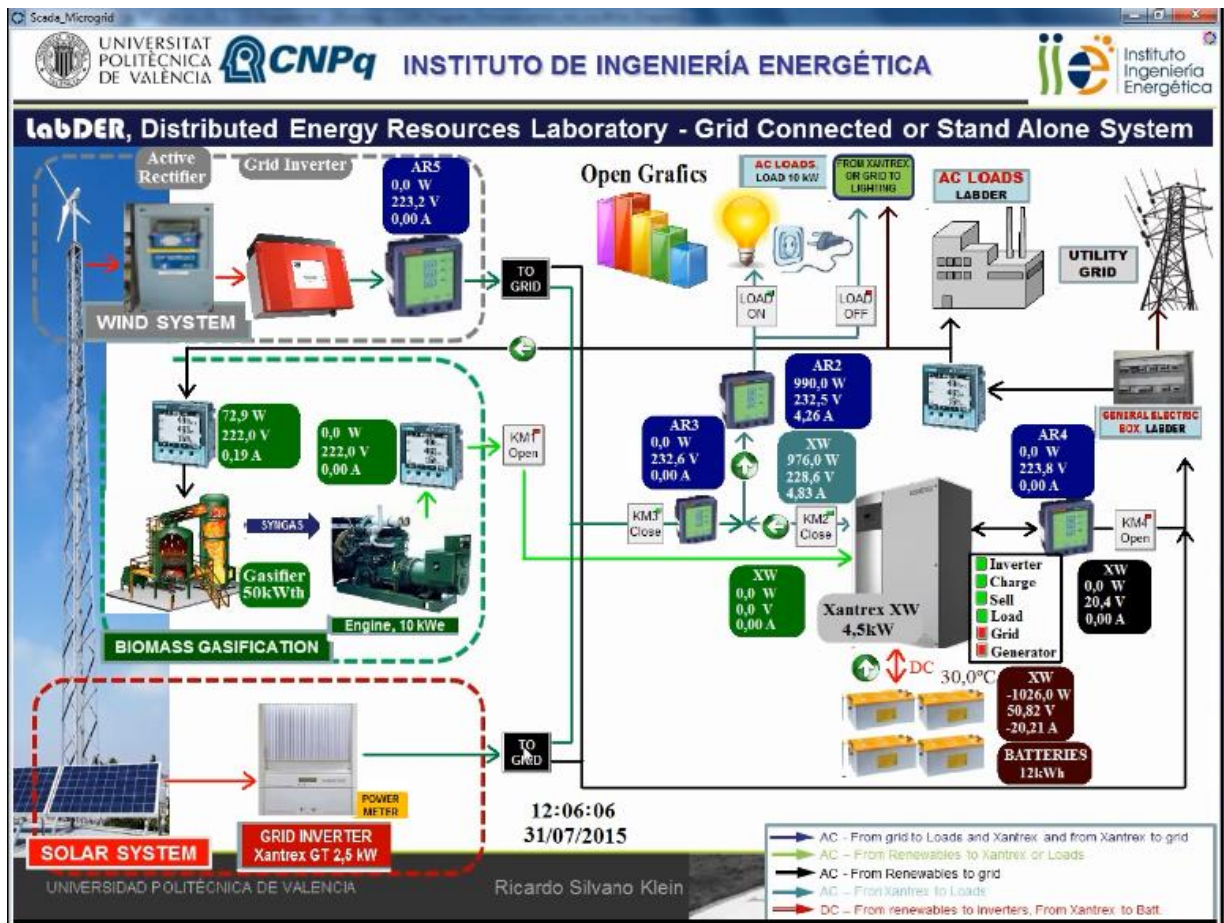 Scada_Microgrid
UNIVERSITAT
POLITÈCNICA
DE VALÈNCIA
CNPq
INSTITUTO DE INGENIERÍA ENERGÉTICA
Instituto
Ingeniería
Energética
LabDER, Distributed Energy Resources Laboratory - Grid Connected or Stand Alone System
Active
Rectifier
Grid Inverter
AR5
0,0 W
223,2 V
0,00 A
WIND SYSTEM
TO
GRID
Open Grafics
AC LOADS,
LOAD 10 kW
FROM XANTREX
OR GRID TO
LIGHTING
AC LOADS
LABDER
UTILITY
GRID
LOAD
ON
LOAD
OFF
72,9 W
222,0 V
0,19 A
0,0 W
222,0 V
0,00 A
KM1
Open
AR2
990,0 W
232,5 V
4,26 A
AR3
0,0 W
232,6 V
0,00 A
XW
976,0 W
228,6 V
4,83 A
GENERAL ELECTRIC
BOX, LABDER
AR4
0,0 W
223,8 V
0,00 A
KM3
Close
KM2
Close
KM4
Open
SYNGAS
Gasifier
50kWth
Engine, 10 kWe
BIOMASS GASIFICATION
XW
0,0 W
0,0 V
0,00 A
Xantrex XW
4,5kW
Inverter
Charge
Sell
Load
Grid
Generator
XW
0,0 W
20,4 V
0,00 A
DC
30,0ºC
XW
-1026,0 W
50,82 V
-20,21 A
BATTERIES
12kWh
TO
GRID
POWER
METER
GRID INVERTER
Xantrex GT 2,5 kW
SOLAR SYSTEM
12:06:06
31/07/2015
AC - From grid to Loads and Xantrex and from Xantrex to grid
AC – From Renewables to Xantrex or Loads
AC - From Renewables to grid
AC – From Xantrex to Loads
DC – From renewables to Inverters, From Xantrex to Batt.
UNIVERSIDAD POLITÉCNICA DE VALENCIA
Ricardo Silvano Klein